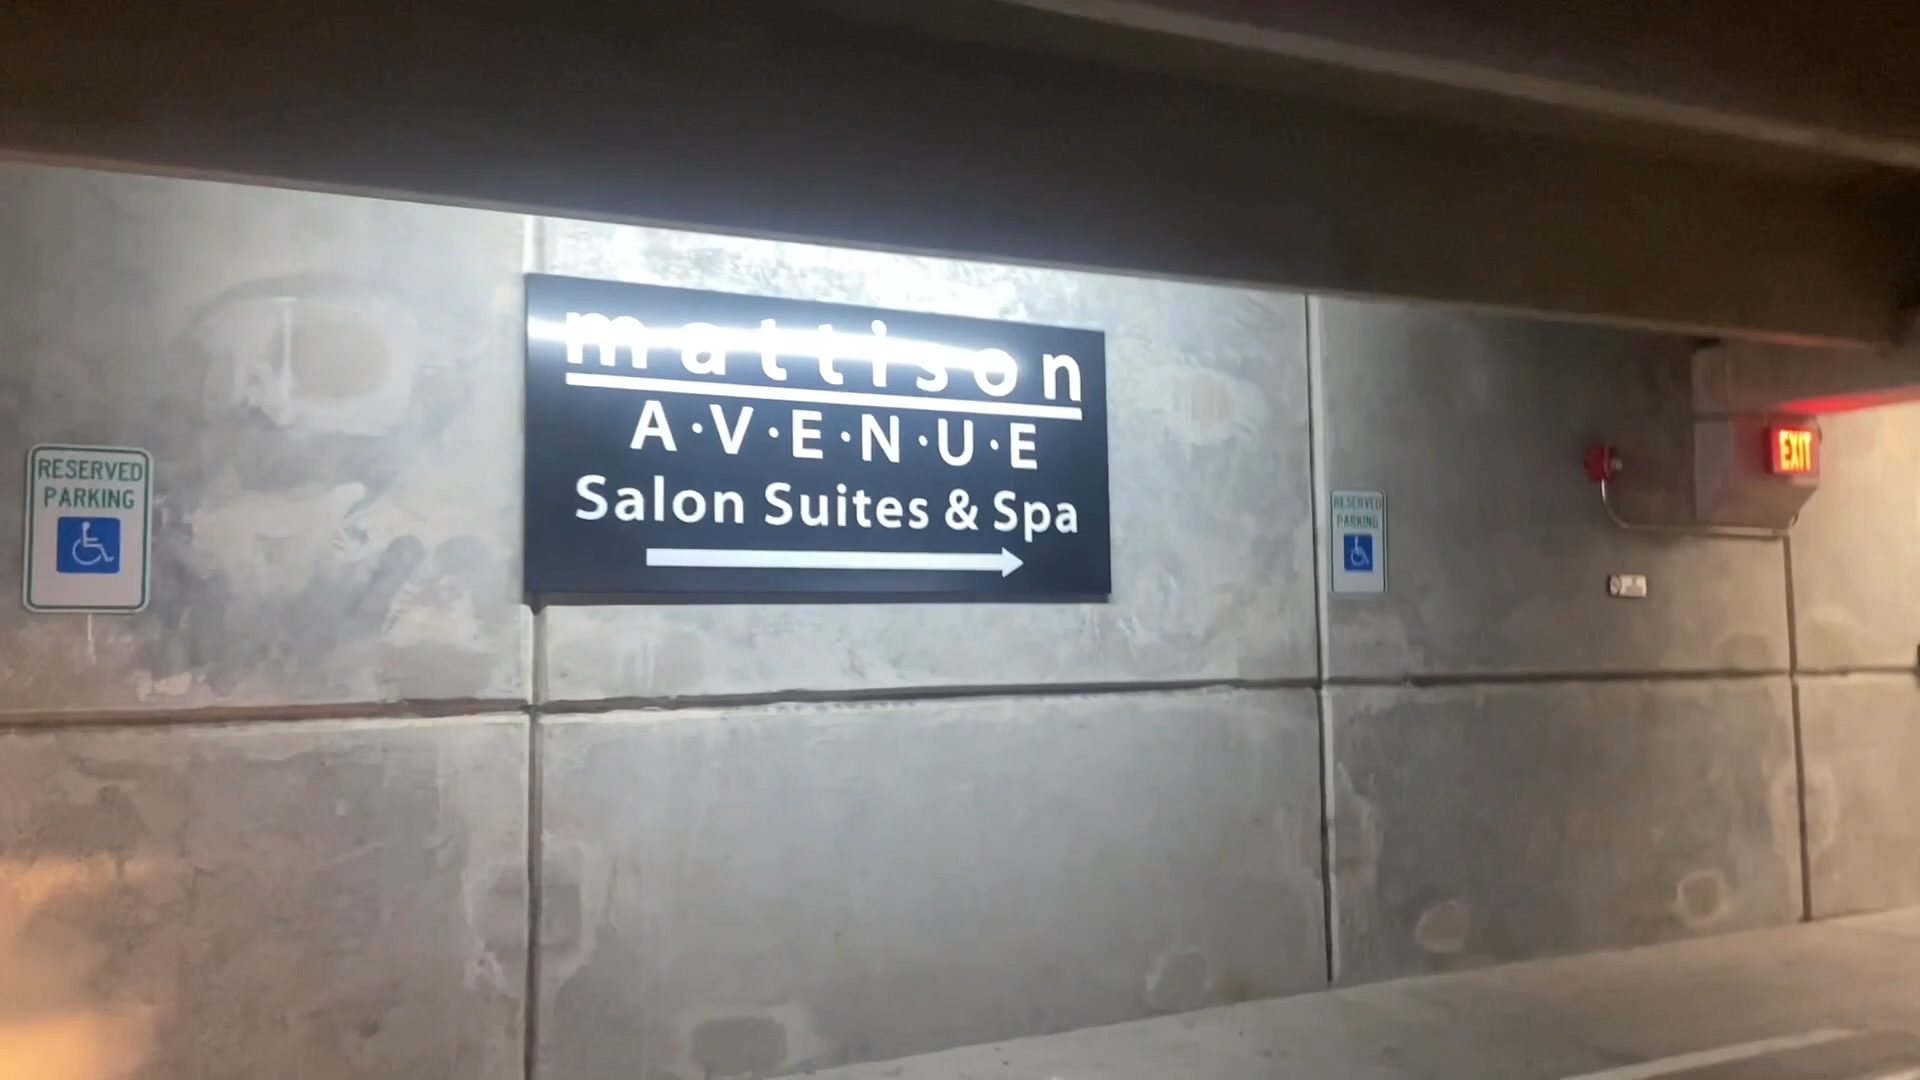 mattison
A·V·E·N·U·E
Salon Suites & Spa
RESERVED
PARKING
RESERVED
PARKING
EXIT